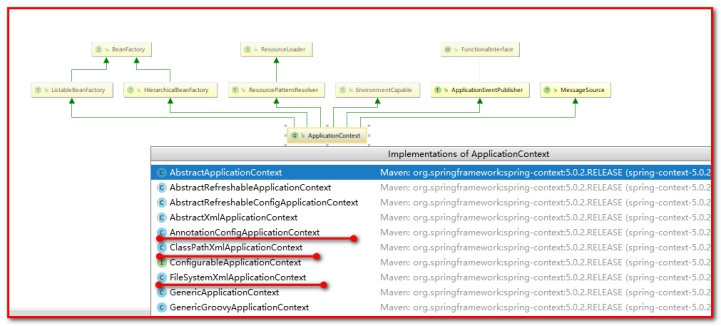 BeanFactory ResourceLoader FunctionalInterface
ListableBeanFactory HierarchicalBeanFactory ResourcePatternResolver EnvironmentCapable ApplicationEventPublisher MessageSource
ApplicationContext
Implementations of ApplicationContext
AbstractApplicationContext Maven: org.springframework:spring-context:5.0.2.RELEASE (spring-context-5.0.2
AbstractRefreshableApplicationContext Maven: org.springframework:spring-context:5.0.2.RELEASE (spring-context-5.0.2
AbstractRefreshableConfigApplicationContext Maven: org.springframework:spring-context:5.0.2.RELEASE (spring-context-5.0.2
AbstractXmlApplicationContext Maven: org.springframework:spring-context:5.0.2.RELEASE (spring-context-5.0.2
AnnotationConfigApplicationContext Maven: org.springframework:spring-context:5.0.2.RELEASE (spring-context-5.0.2
ClassPathXmlApplicationContext Maven: org.springframework:spring-context:5.0.2.RELEASE (spring-context-5.0.2
ConfigurableApplicationContext Maven: org.springframework:spring-context:5.0.2.RELEASE (spring-context-5.0.2
FileSystemXmlApplicationContext Maven: org.springframework:spring-context:5.0.2.RELEASE (spring-context-5.0.2
GenericApplicationContext Maven: org.springframework:spring-context:5.0.2.RELEASE (spring-context-5.0.2
GenericGroovyApplicationContext Maven: org.springframework:spring-context:5.0.2.RELEASE (spring-context-5.0.2